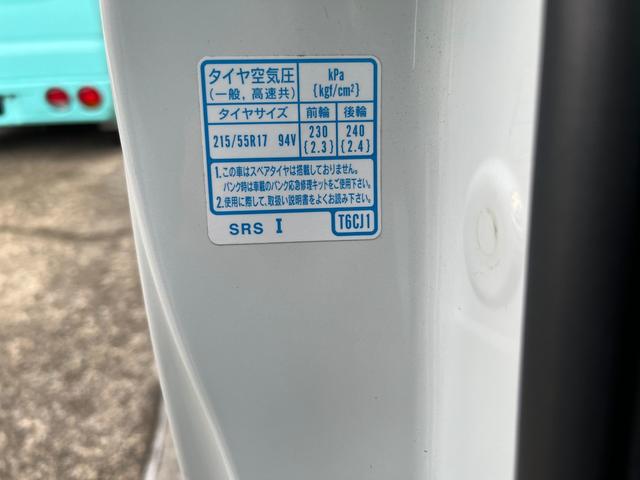 タイヤ空気圧 kPa
(一般, 高速共) {kgf/cm²}
タイヤサイズ 前輪 後輪
215/55R17 94V 230 240
{2.3} {2.4}
1.この車はスペアタイヤは搭載しておりません。
パンク時は車載のパンク応急修理キットをご使用下さい。
2.使用に際して、取扱い説明書をよくお読み下さい。
SRS I T6CJ1